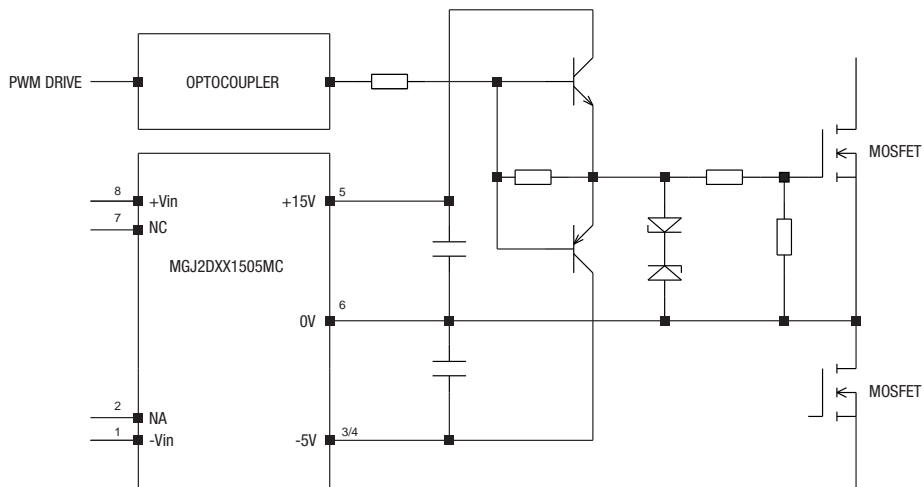 PWM DRIVE
OPTOCOUPLER
MOSFET
8
+Vin
+15V
5
7
NC
MGJ2DXX1505MC
6
0V
MOSFET
2
NA
1
-Vin
-5V
3/4